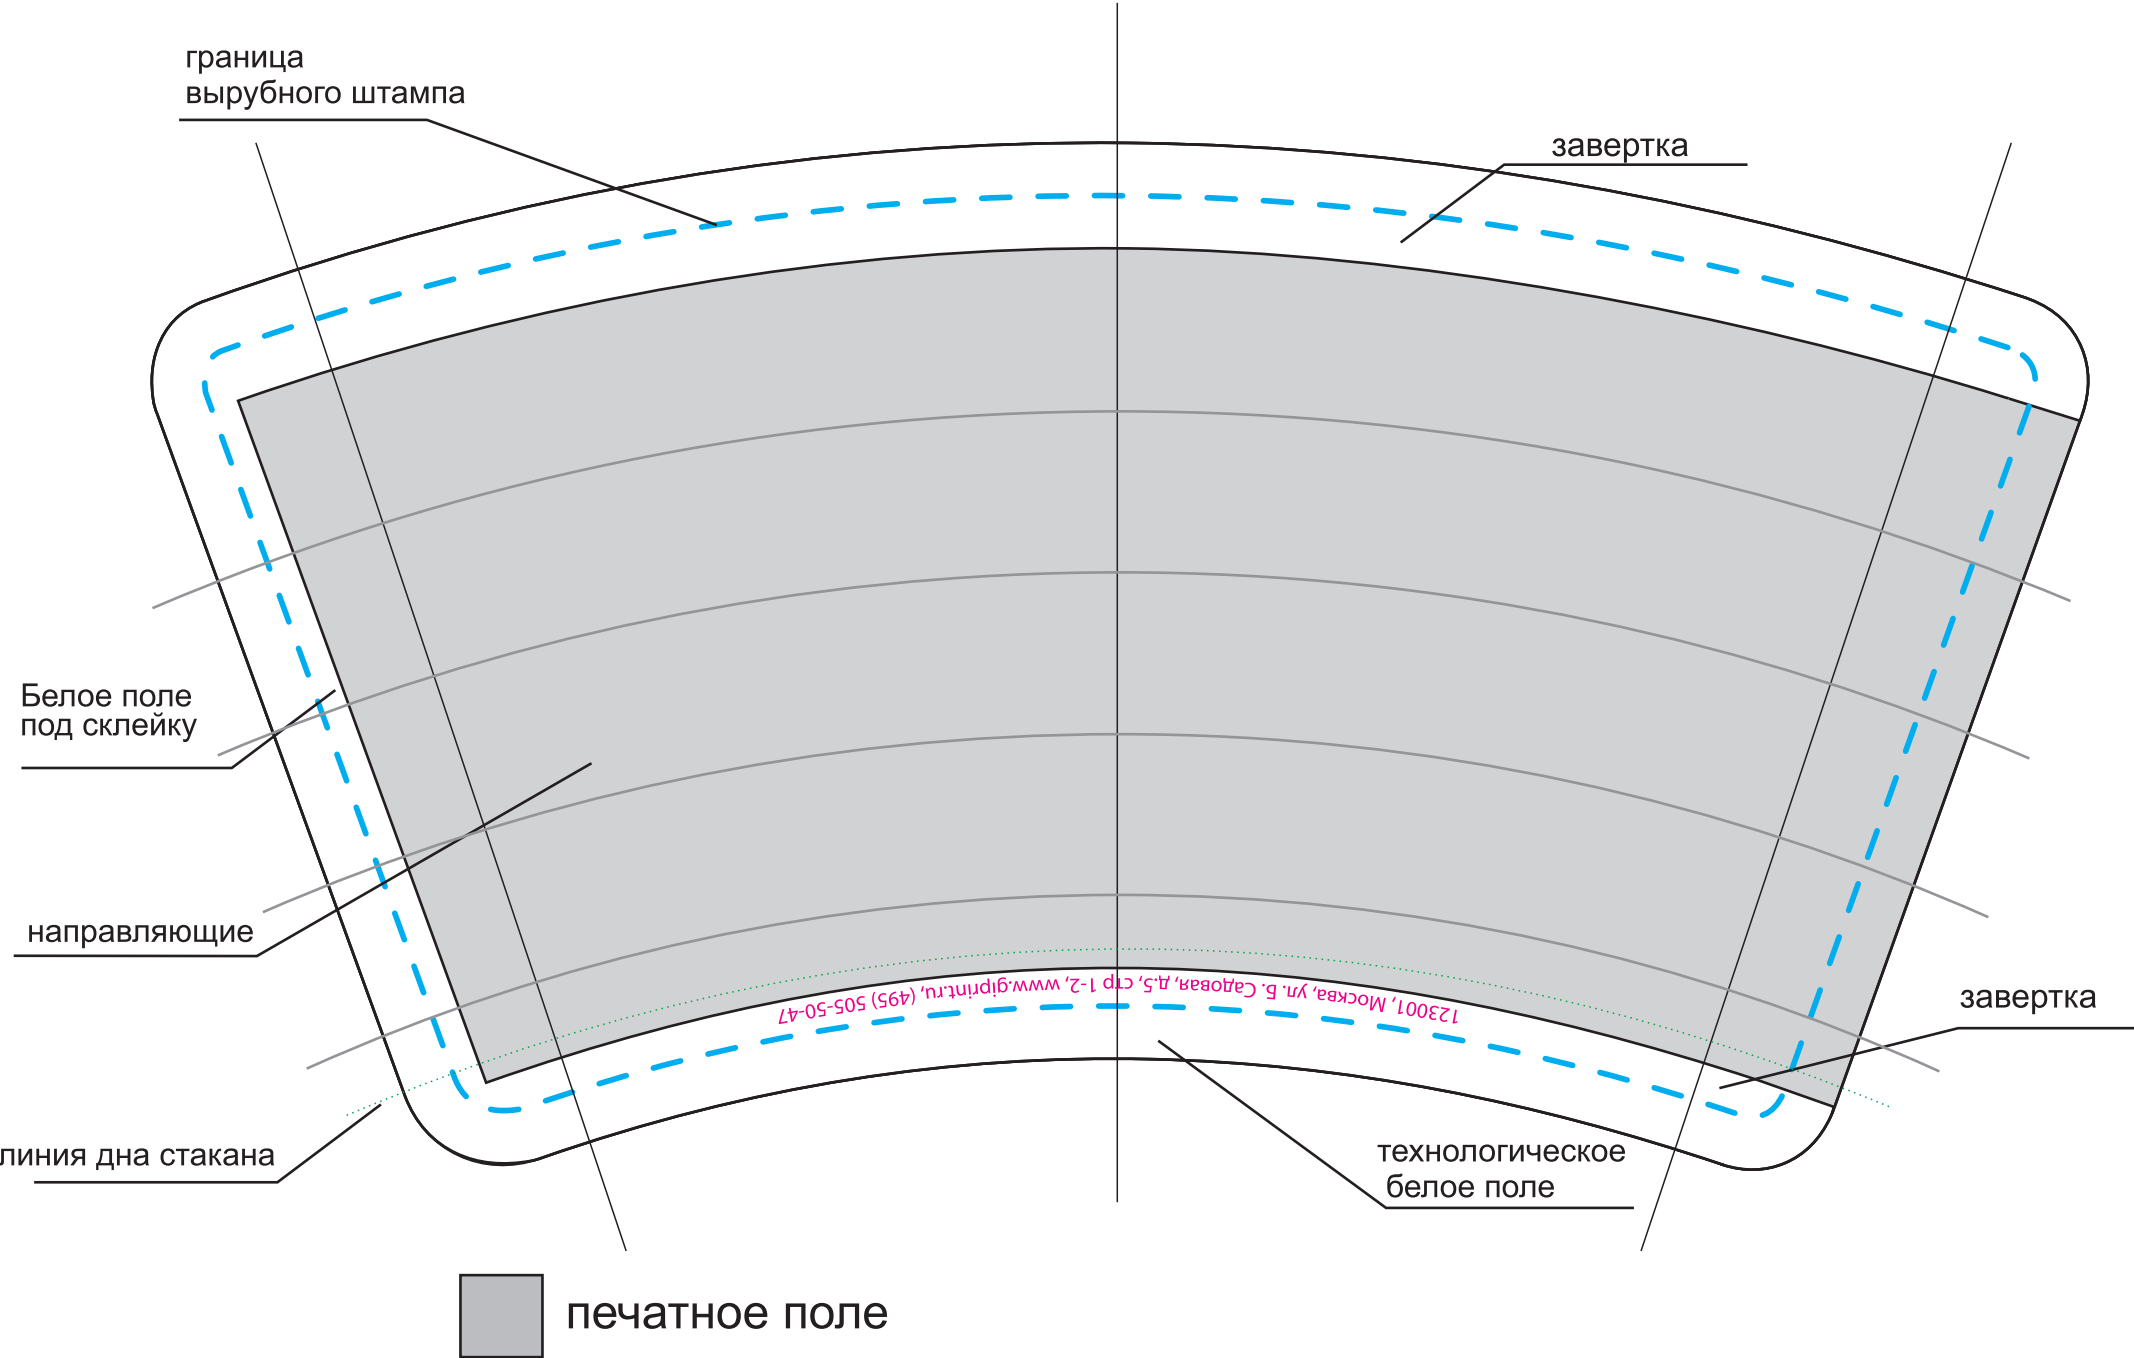 граница
вырубного штампа
завертка
Белое поле
под склейку
направляющие
123001, Москва, ул. Б. Садовая, д.5, стр 1-2, www.giprint.ru, (495) 505-50-47
завертка
линия дна стакана
технологическое
белое поле
печатное поле